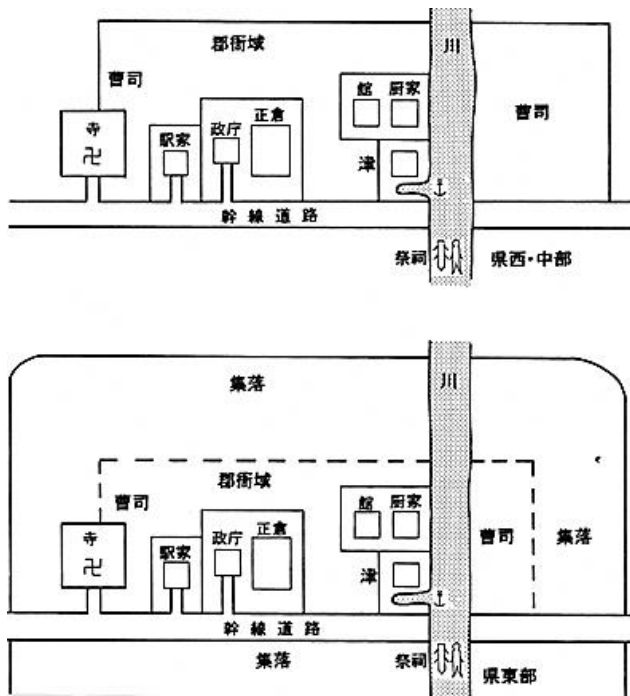 川
郡衙域
曹司
正倉
館
厨家
曹司
寺
政庁
駅家
卍
津
幹線道路
祭祀
県西・中部
集落
川
郡衙域
曹司
館
厨家
正倉
曹司
集落
寺
政庁
駅家
卍
津
幹線道路
集落
祭祀
県東部